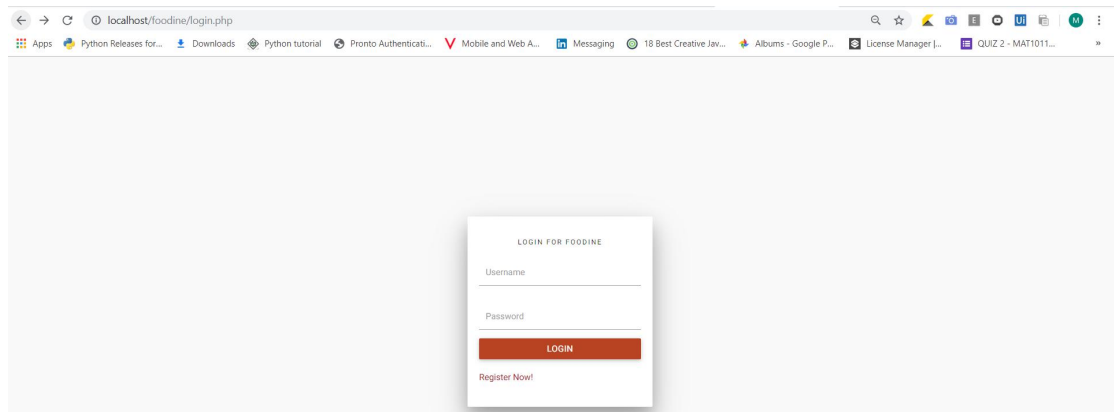 localhost/foodine/login.php
Apps Python Releases for... Downloads Python tutorial Pronto Authenticati... Mobile and Web A... Messaging 18 Best Creative Jav... Albums - Google P... License Manager |... QUIZ 2 - MAT1011... »
LOGIN FOR FOODINE
Username
Password
LOGIN
Register Now!